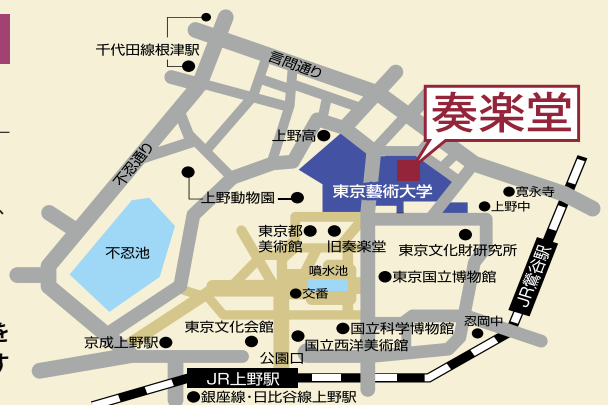 千代田線根津駅
言問通り
奏楽堂
上野高
不忍通り
東京藝術大学
寛永寺
上野動物園
上野中
東京都
美術館
旧奏楽堂
東京文化財研究所
不忍池
噴水池
東京国立博物館
JR鶯谷駅
交番
を
東京文化会館
国立科学博物館
忍岡中
京成上野駅
国立西洋美術館
す
公園口
JR上野駅
銀座線・日比谷線上野駅